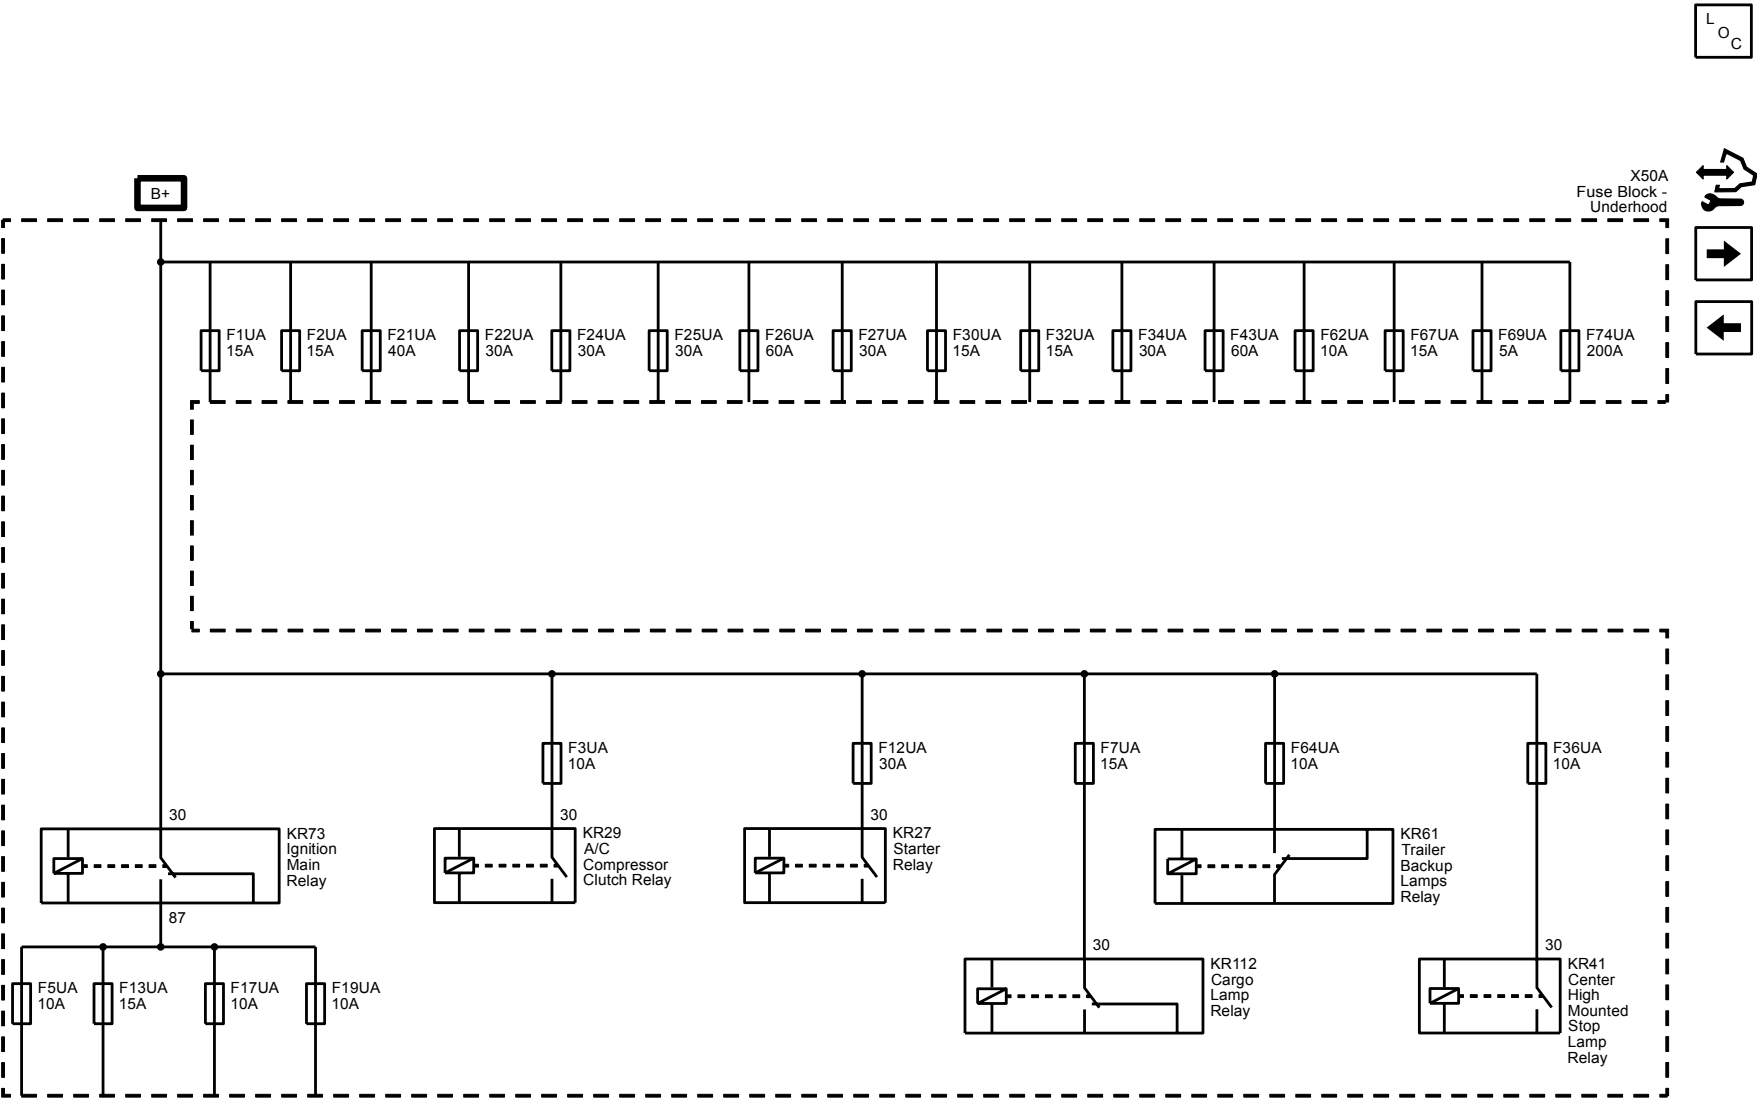 L
O
C
X50A
Fuse Block -
Underhood
B+
F1UA
15A
F2UA
15A
F21UA
40A
F22UA
30A
F24UA
30A
F25UA
30A
F26UA
60A
F27UA
30A
F30UA
15A
F32UA
15A
F34UA
30A
F43UA
60A
F62UA
10A
F67UA
15A
F69UA
5A
F74UA
200A
F3UA
10A
F12UA
30A
F7UA
15A
F64UA
10A
F36UA
10A
30
KR73
Ignition
Main
Relay
87
30
KR29
A/C
Compressor
Clutch Relay
30
KR27
Starter
Relay
KR61
Trailer
Backup
Lamps
Relay
30
KR112
Cargo
Lamp
Relay
30
KR41
Center
High
Mounted
Stop
Lamp
Relay
F5UA
10A
F13UA
15A
F17UA
10A
F19UA
10A